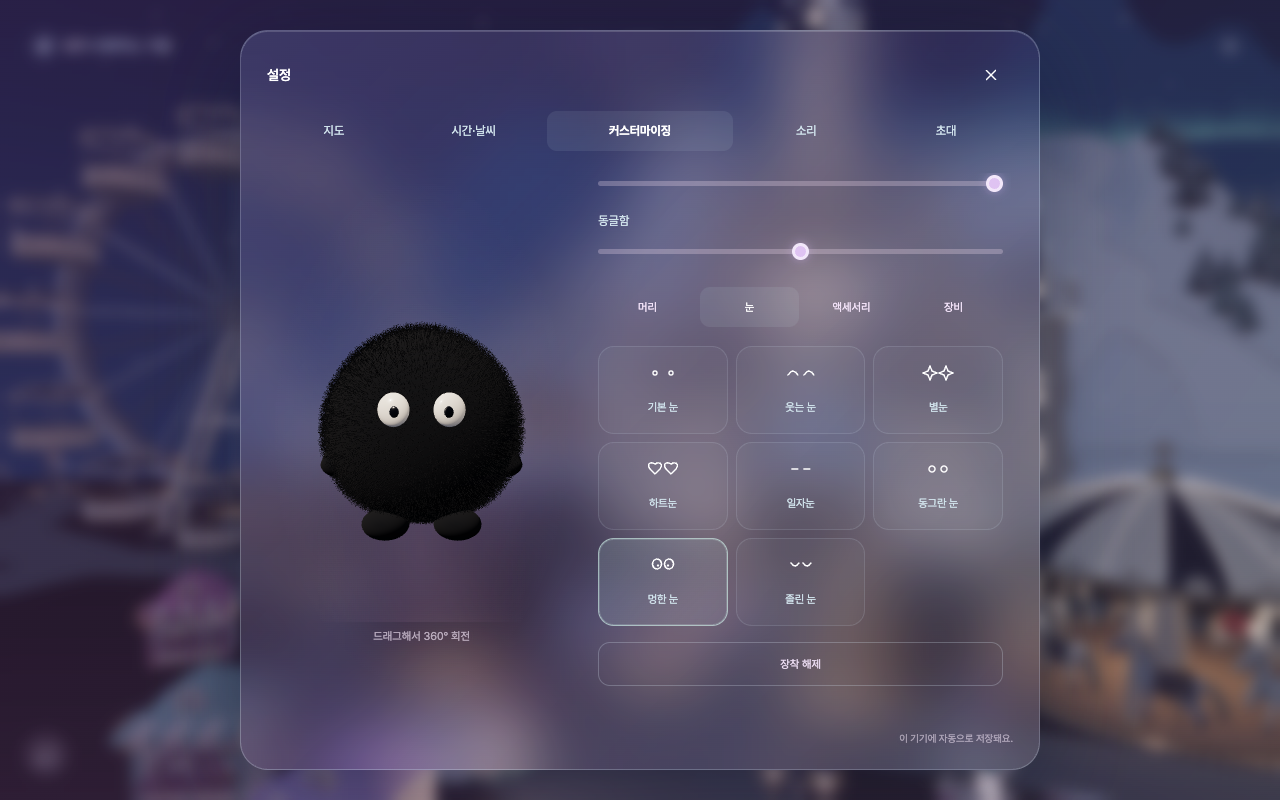 설정
지도
시간·날씨
커스터마이징
소리
초대
동글함
머리
눈
액세서리
장비
기본 눈
웃는 눈
별눈
하트눈
일자눈
동그란 눈
멍한 눈
졸린 눈
드래그해서 360° 회전
장착 해제
이 기기에 자동으로 저장돼요.